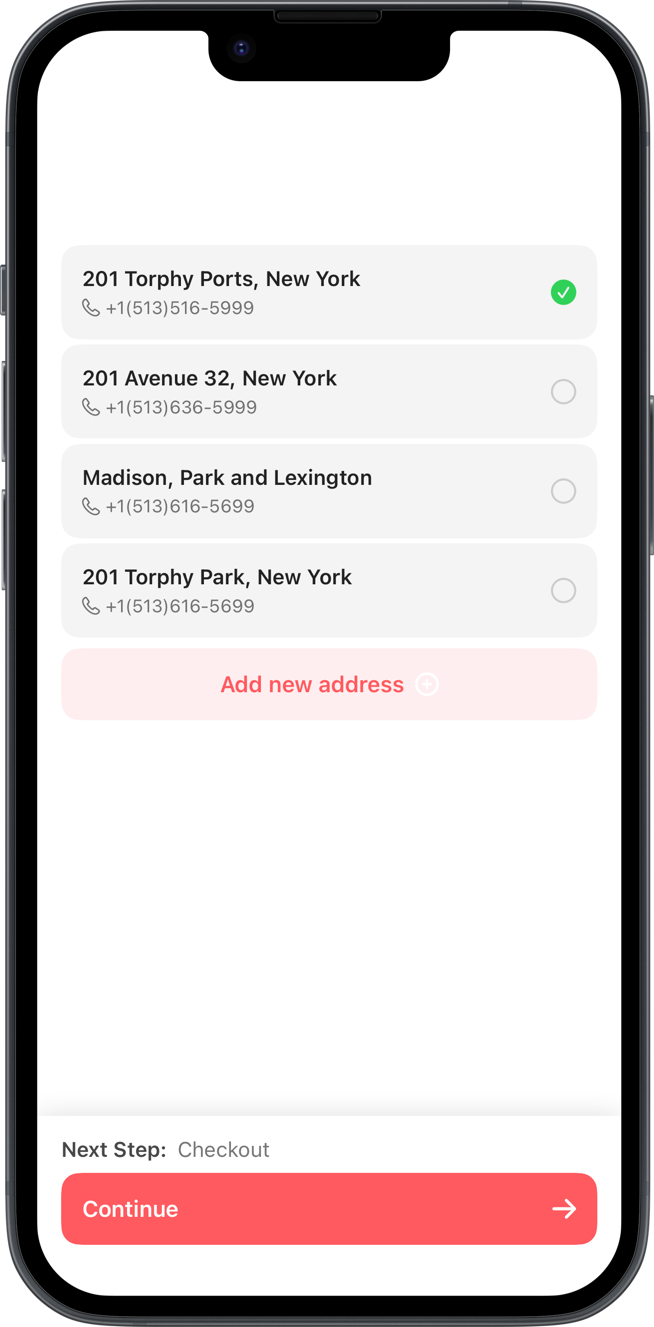 201 Torphy Ports, New York
+1(513)516-5999
201 Avenue 32, New York
+1(513)636-5999
Madison, Park and Lexington
+1(513)616-5699
201 Torphy Park, New York
+1(513)616-5699
Add new address
Next Step: Checkout
Continue